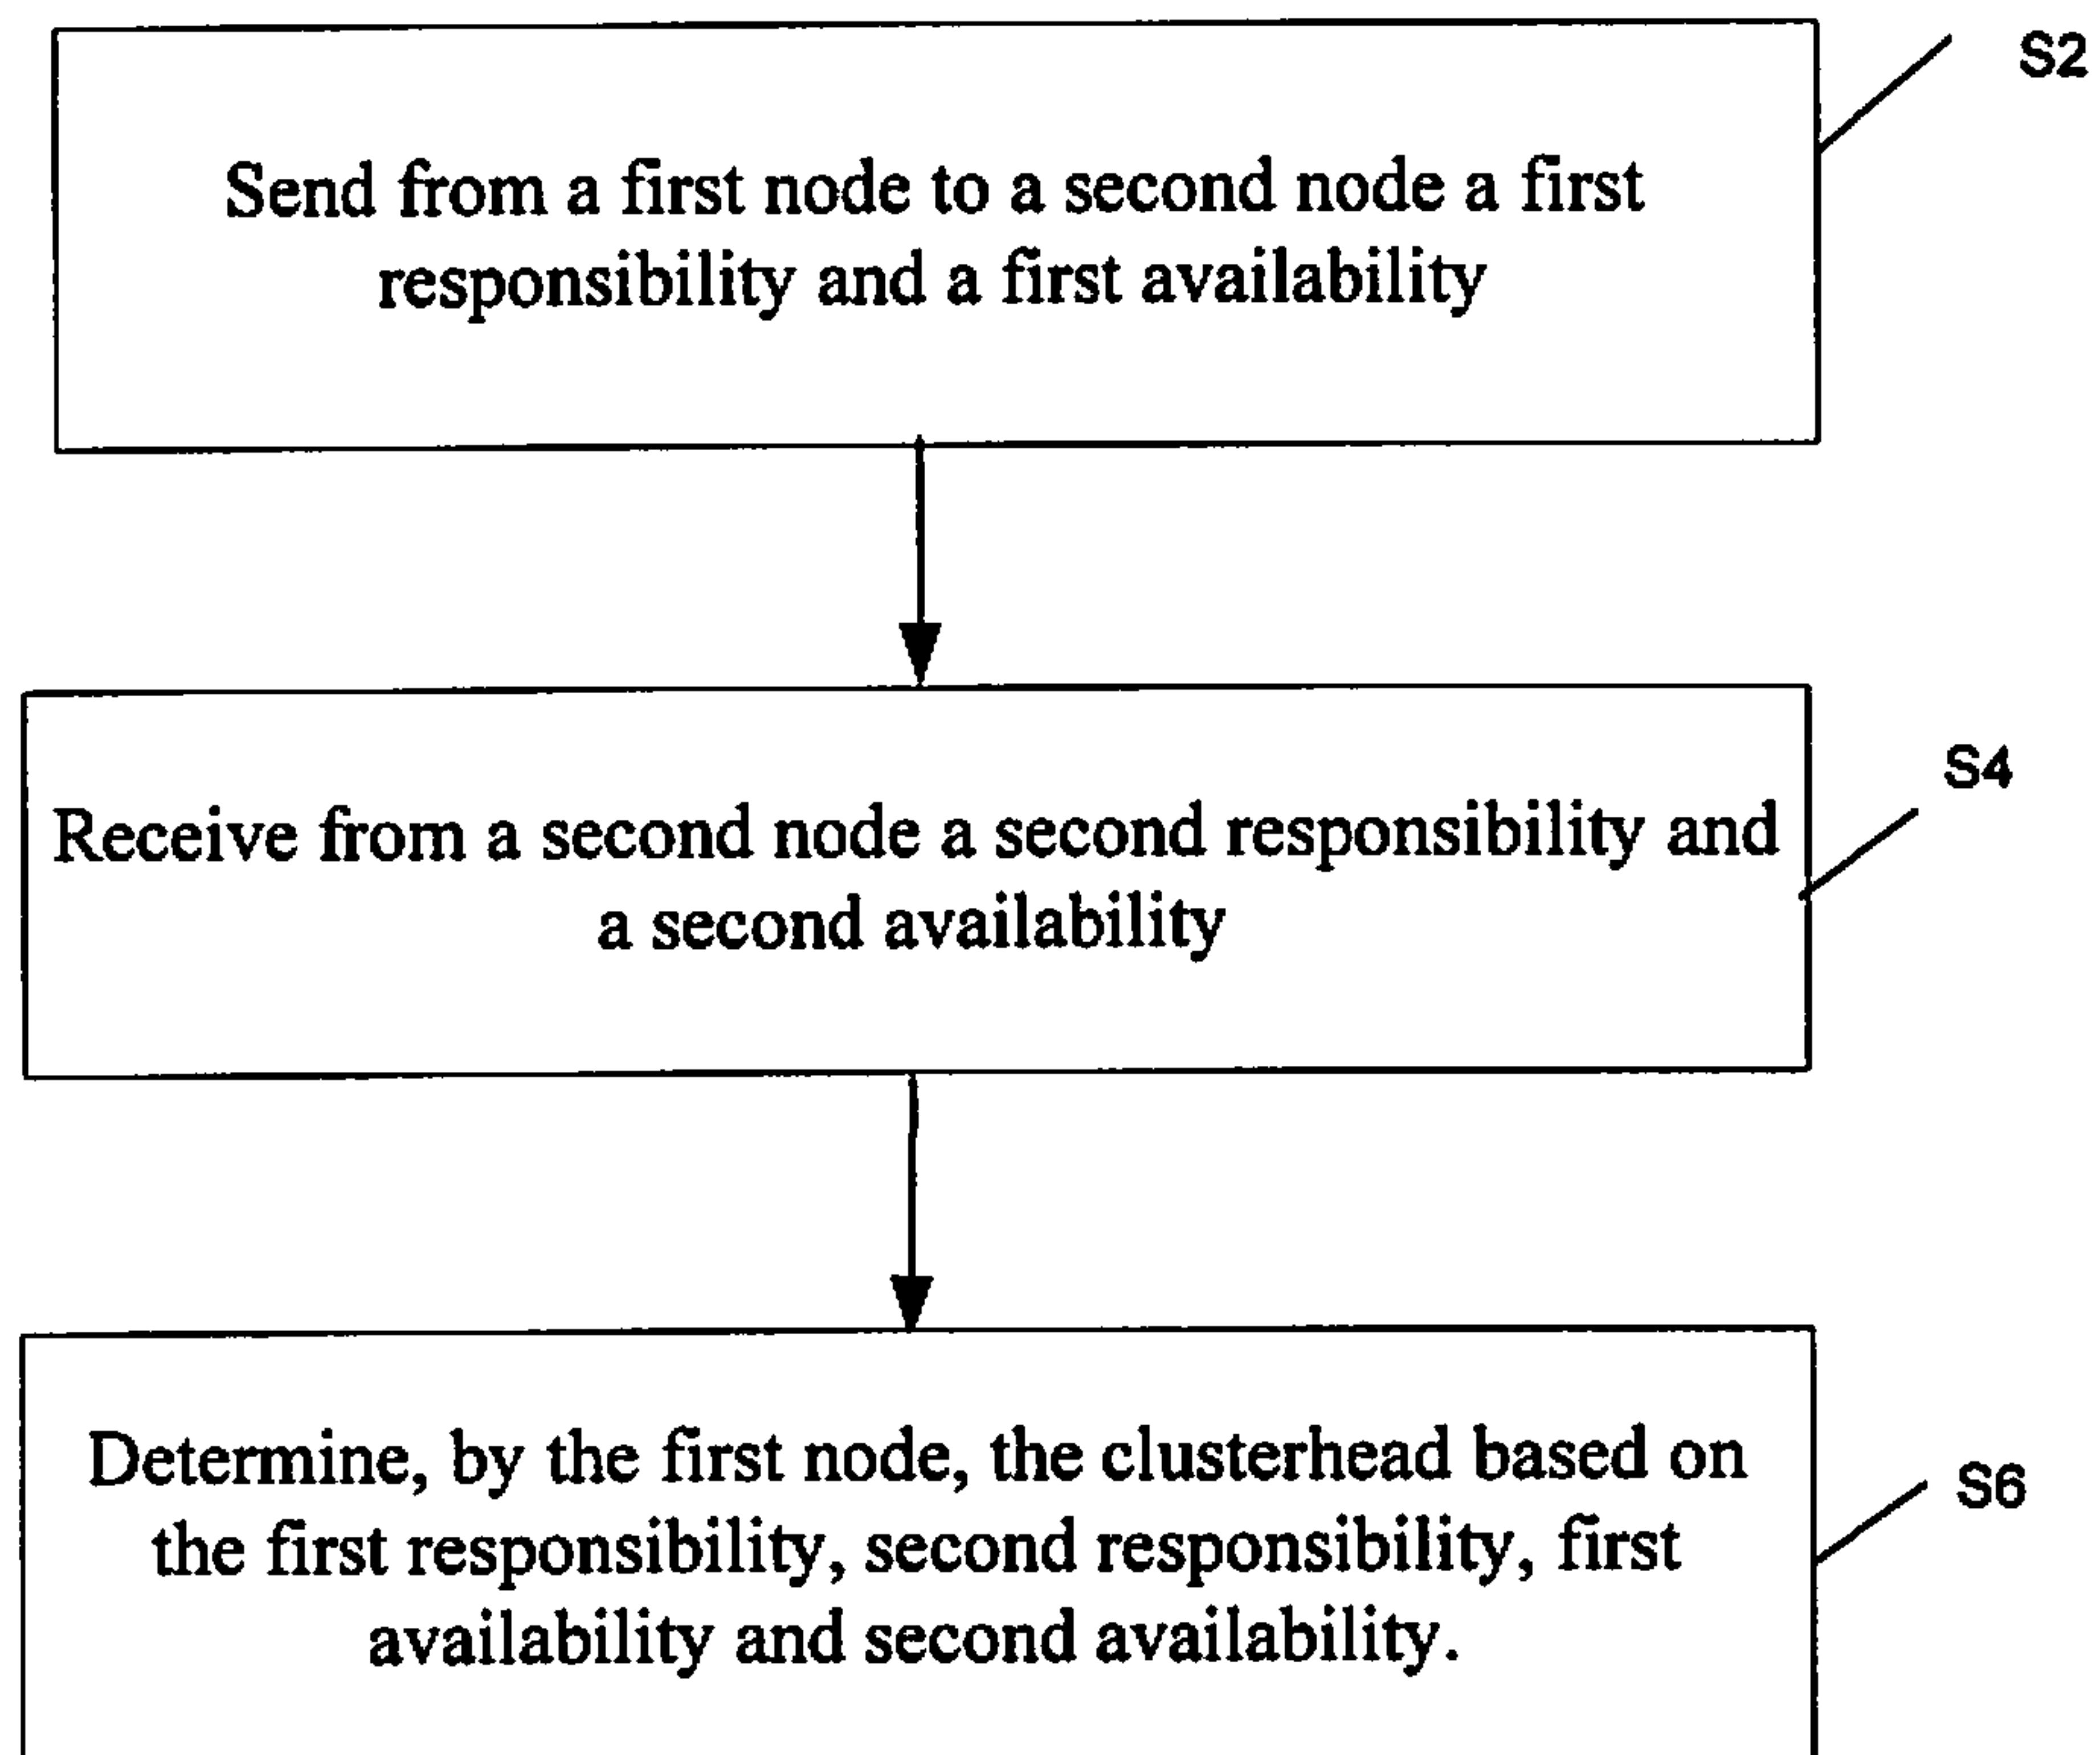 S2
Send from a first node to a second node a first
responsibility and a first availability
S4
Receive from a second node a second responsibility and
a second availability
Determine, by the first node, the clusterhead based on
S6
the first responsibility, second responsibility, first
availability and second availability.